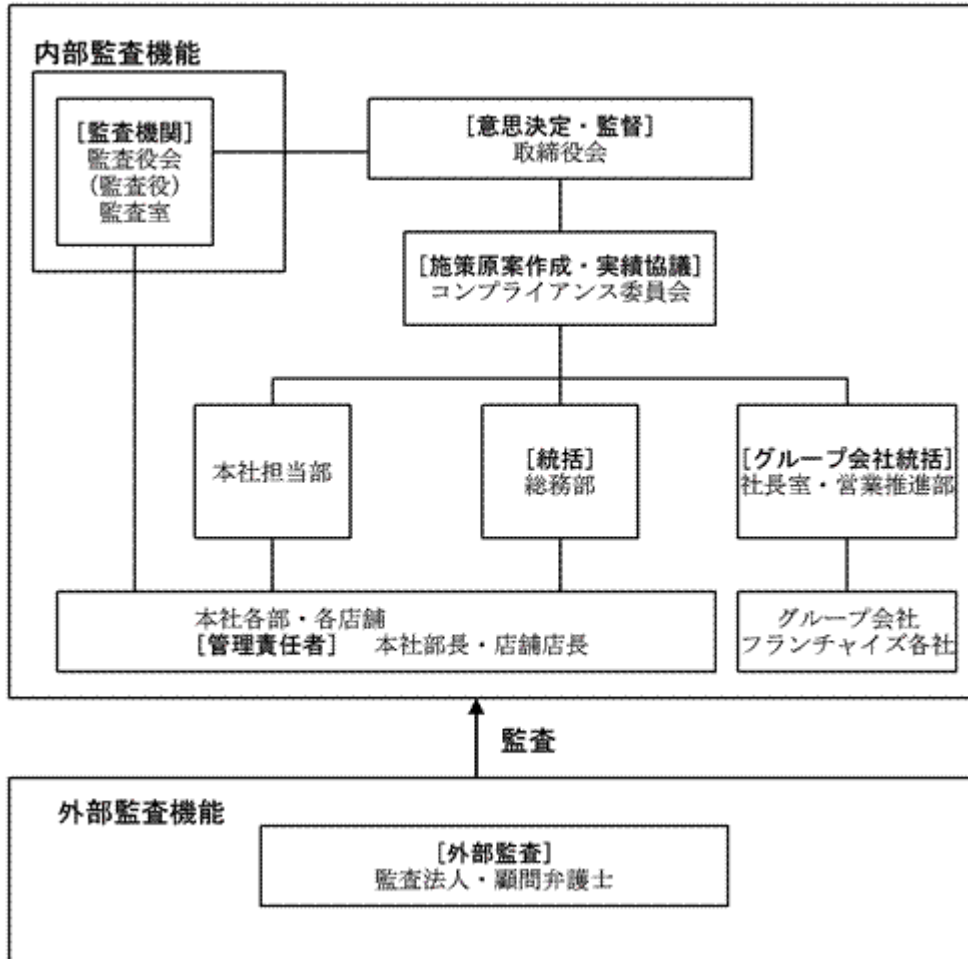 内部監査機能
[監査機関]
監査役会
(監査役)
監査室
[意思決定・監督]
取締役会
[施策原案作成・実績協議]
コンプライアンス委員会
本社担当部
[統括]
総務部
[グループ会社統括]
社長室・営業推進部
本社各部・各店舗
[管理責任者] 本社部長・店舗店長
グループ会社
フランチャイズ各社
監査
外部監査機能
[外部監査]
監査法人・顧問弁護士